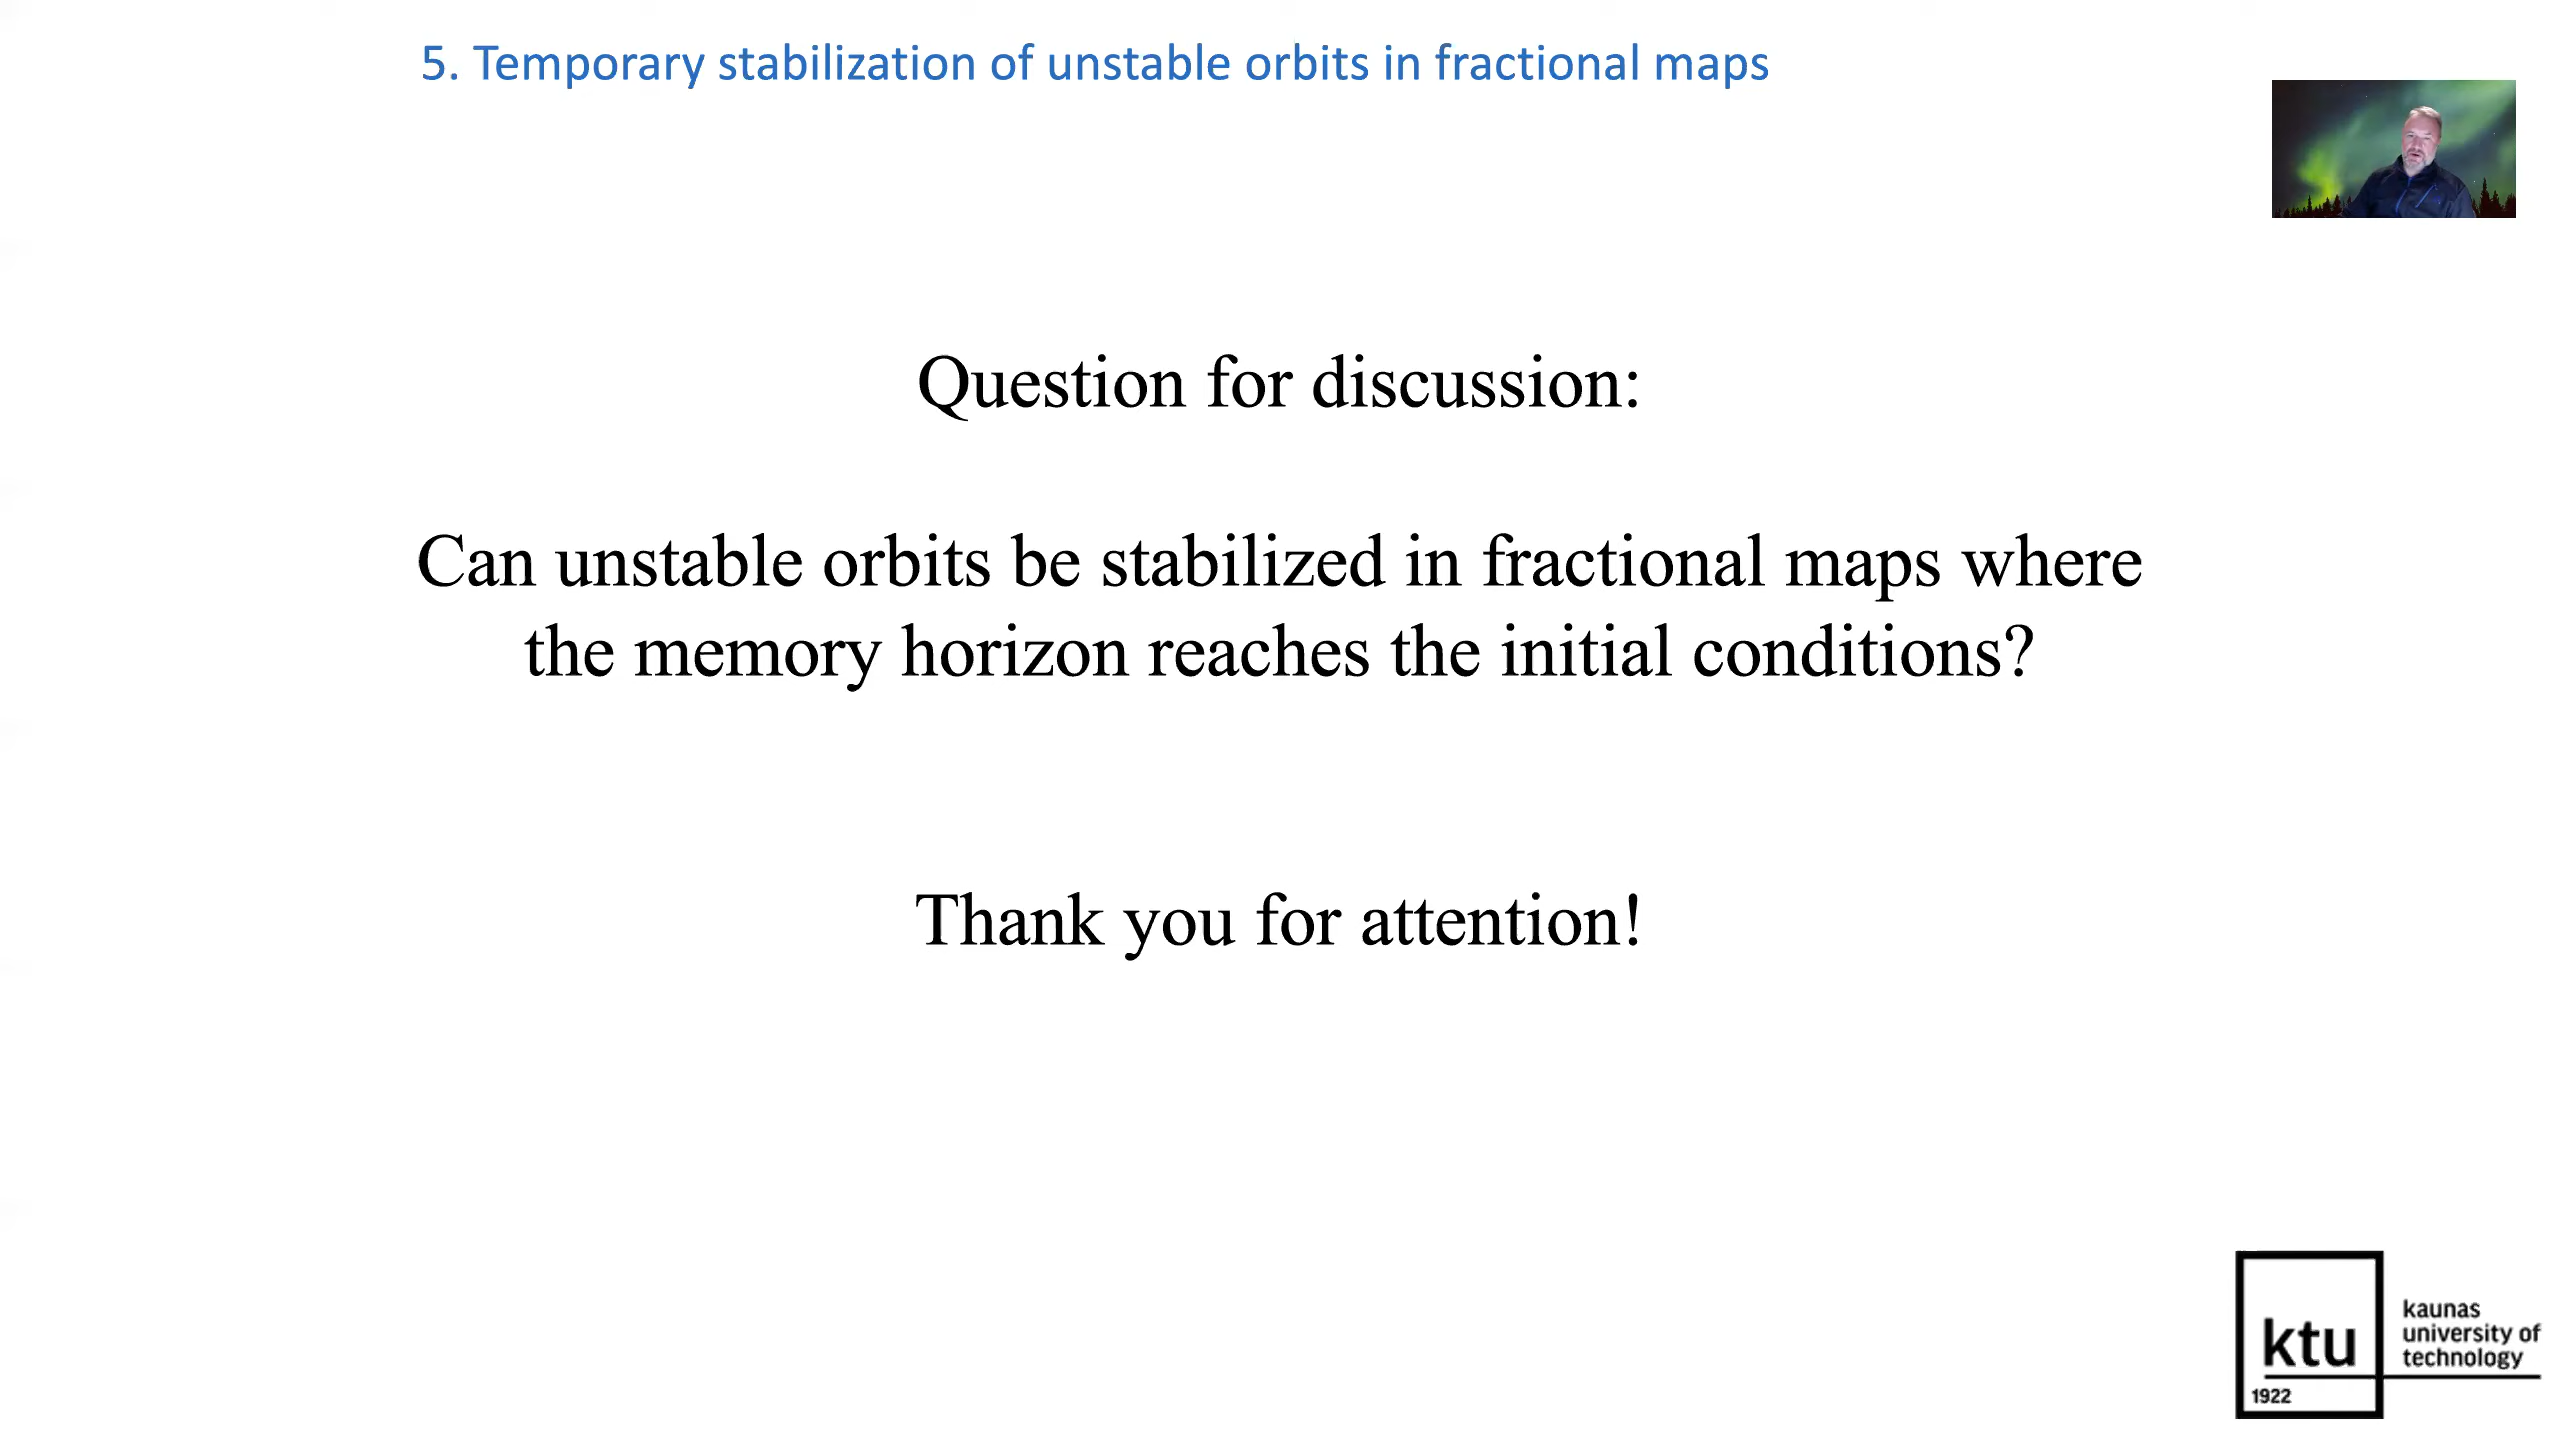 5. Temporary stabilization of unstable orbits in fractional maps
Question for discussion:
Can unstable orbits be stabilized in fractional maps where
the memory horizon reaches the initial conditions?
Thank you for attention!
ktu
1922
kaunas
university of
technology